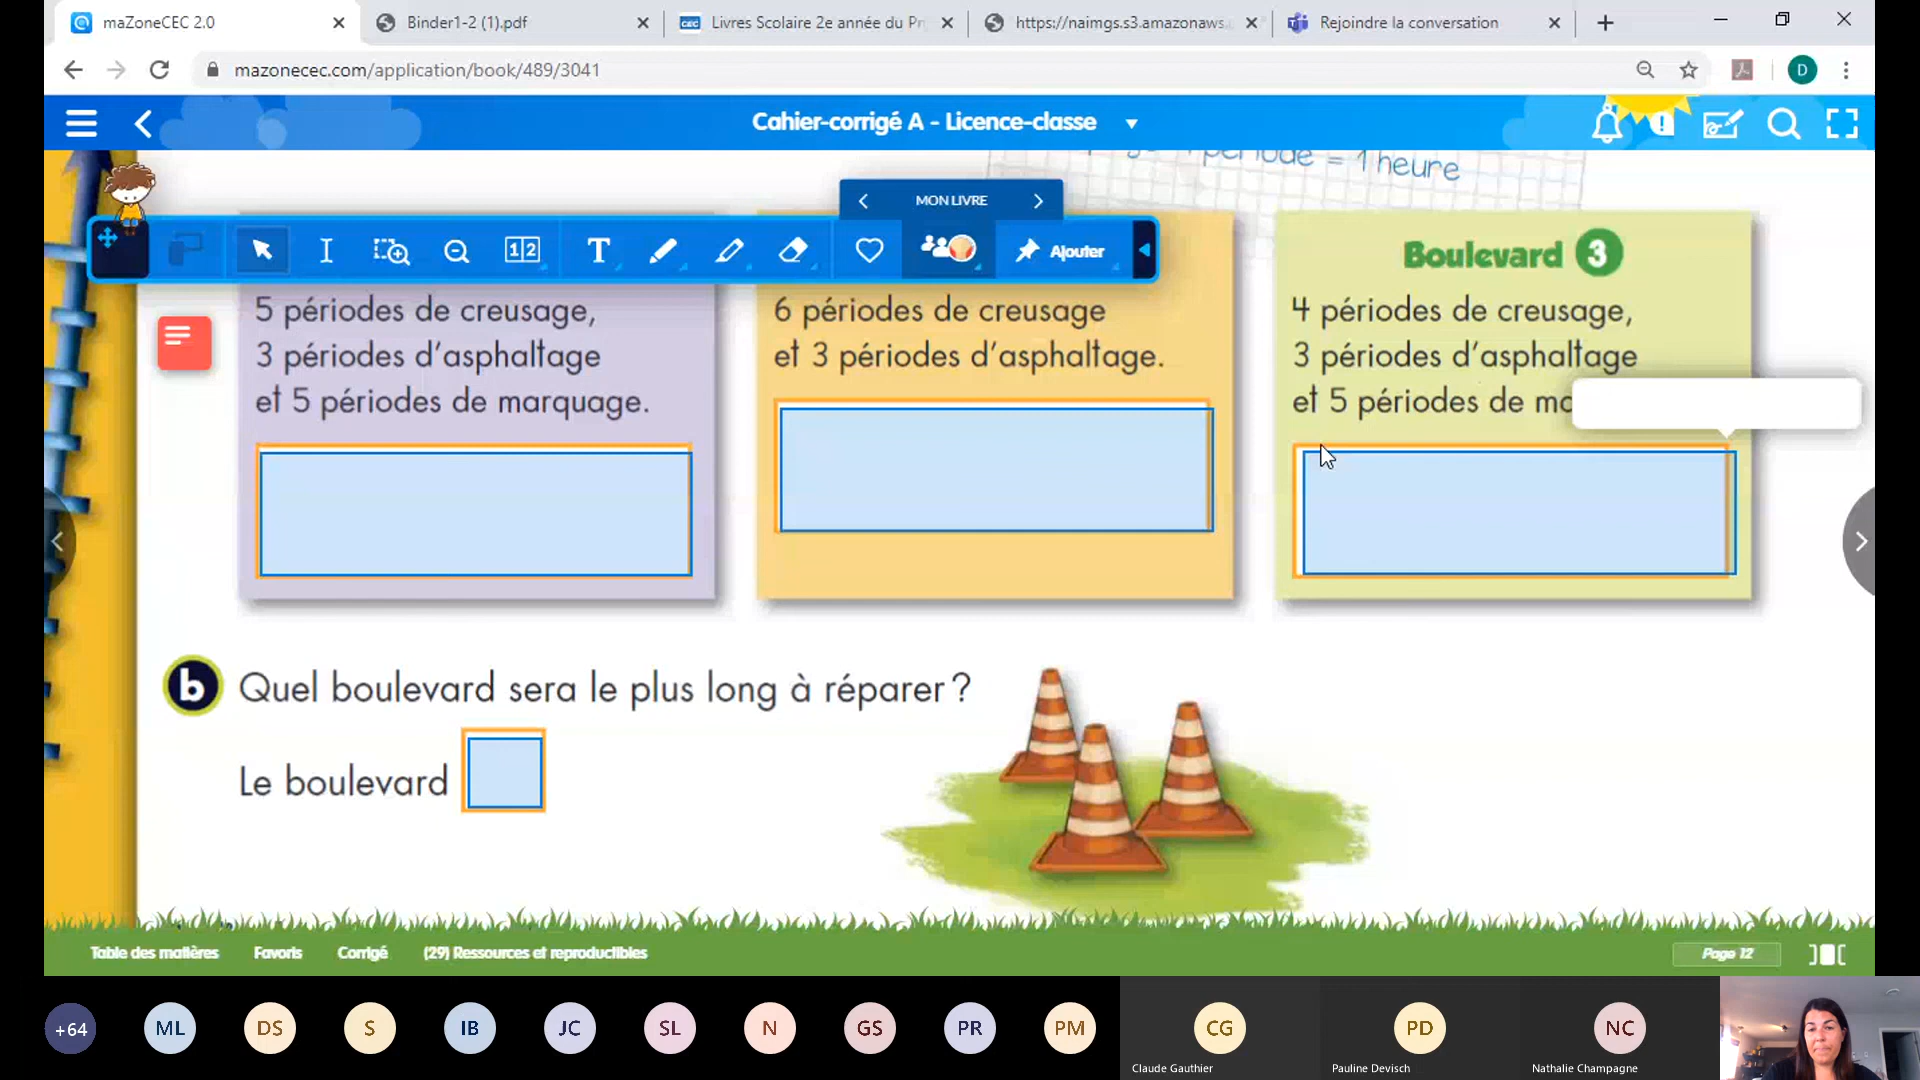 maZoneCEC 2.0
Binder1-2 (1).pdf
Livres Scolaire 2e année du Pr
https://naimgs.s3.amazonaws.
Rejoindre la conversation
mazonecec.com/application/book/489/3041
D
Cahier-corrigé A - Licence-classe
= 1 heure
MON LIVRE
1 2
T
Ajouter
Boulevard 3
5 périodes de creusage,
3 périodes d'asphaltage
et 5 périodes de marquage.
6 périodes de creusage
et 3 périodes d'asphaltage.
4 périodes de creusage,
3 périodes d'asphaltage
et 5 périodes de
b Quel boulevard sera le plus long à réparer ?
Le boulevard
Table des matières
Favoris
Corrigé
(29) Ressources et reproductibles
Page 12
+64
ML
DS
S
IB
JC
SL
N
GS
PR
PM
CG
PD
NC
Claude Gauthier
Pauline Devisch
Nathalie Champagne